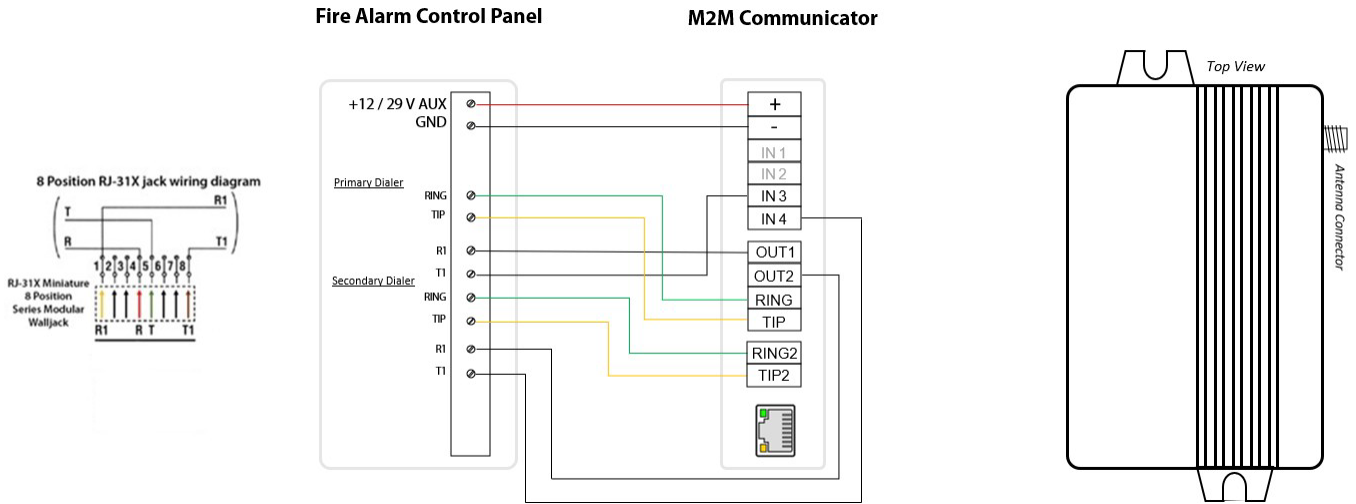 Fire Alarm Control Panel
M2M Communicator
Top View
Antenna Connector
8 Position RJ-31X jack wiring diagram
R1
T
R
T1
1 2 3 4 5 6 7 8
RJ-31X Miniature
8 Position
Series Modular
Walljack
R1 R T T1
+12 / 29 V AUX
GND
Primary Dialer
RING
TIP
R1
T1
Secondary Dialer
RING
TIP
R1
T1
+
-
IN 1
IN 2
IN 3
IN 4
OUT1
OUT2
RING
TIP
RING2
TIP2